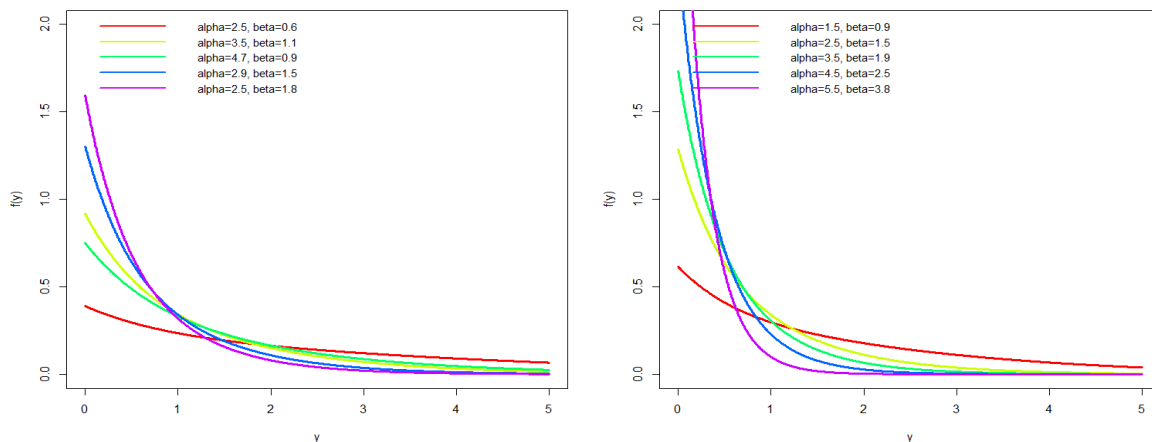 2.0
1.5
1.0
0.5
0.0
f(y)
alpha=2.5, beta=0.6
alpha=3.5, beta=1.1
alpha=4.7, beta=0.9
alpha=2.9, beta=1.5
alpha=2.5, beta=1.8
0 1 2 3 4 5
y
2.0
1.5
1.0
0.5
0.0
f(y)
alpha=1.5, beta=0.9
alpha=2.5, beta=1.5
alpha=3.5, beta=1.9
alpha=4.5, beta=2.5
alpha=5.5, beta=3.8
0 1 2 3 4 5
y